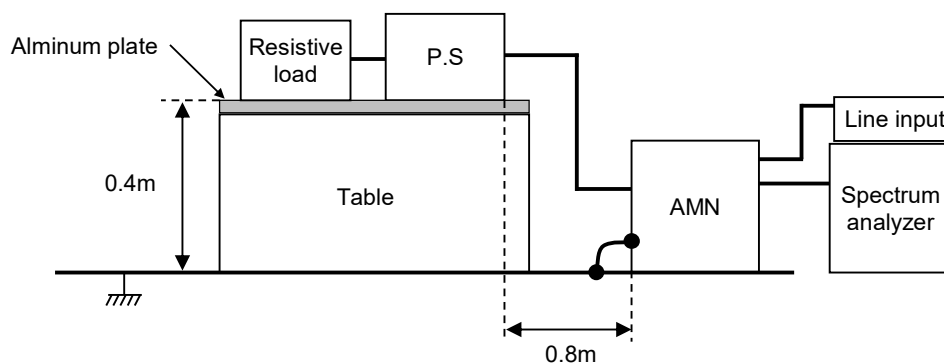 Alminum plate
Resistive
load
P.S
Line input
0.4m
Table
AMN
Spectrum
analyzer
0.8m